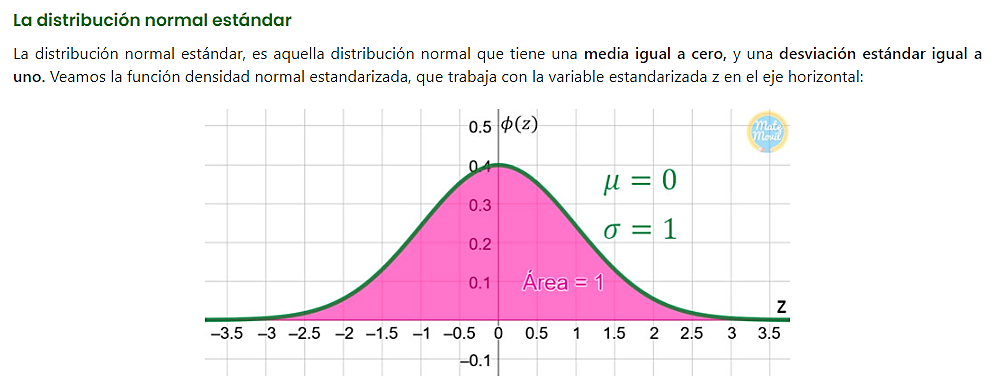 La distribución normal estándar
La distribución normal estándar, es aquella distribución normal que tiene una media igual a cero, y una desviación estándar igual a
uno. Veamos la función densidad normal estandarizada, que trabaja con la variable estandarizada z en el eje horizontal:
0.5 ϕ(z)
Mate
Movil
0.4
μ = 0
0.3
σ = 1
0.2
0.1 Área = 1
z
−3.5 −3 −2.5 −2 −1.5 −1 −0.5 0 0.5 1 1.5 2 2.5 3 3.5
−0.1